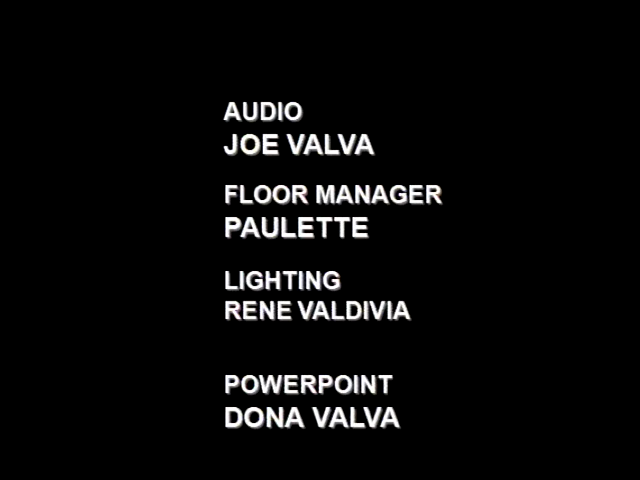 AUDIO
JOE VALVA
FLOOR MANAGER
PAULETTE
LIGHTING
RENE VALDIVIA
POWERPOINT
DONA VALVA